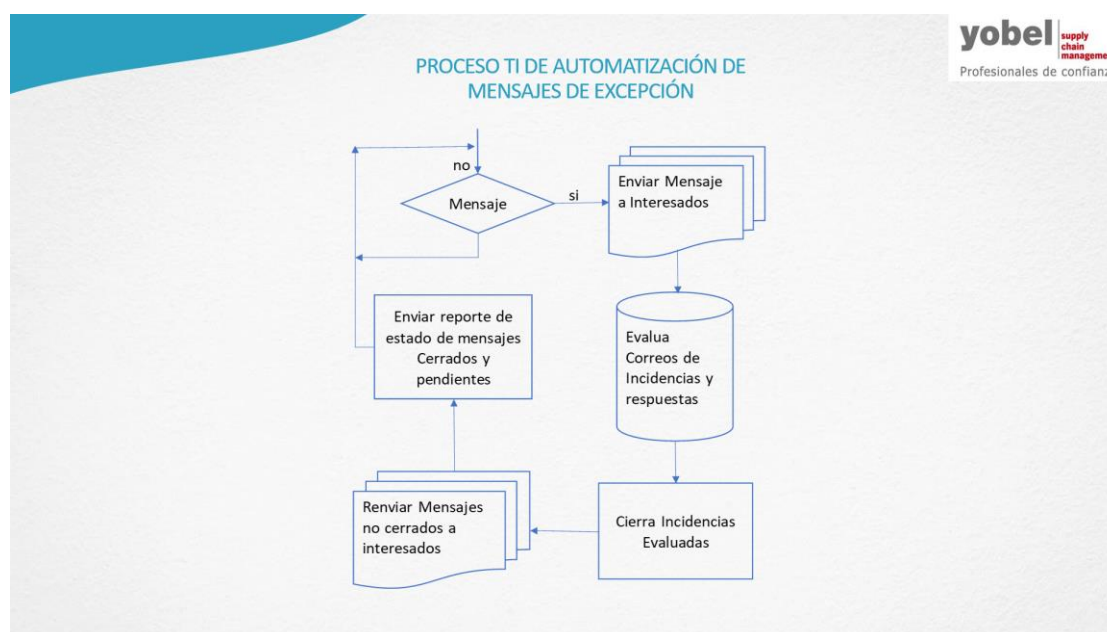 yobel
supply
chain
manageme
Profesionales de confianz
PROCESO TI DE AUTOMATIZACIÓN DE
MENSAJES DE EXCEPCIÓN
no
Mensaje
si
Enviar Mensaje
a Interesados
Enviar reporte de
estado de mensajes
Cerrados y
pendientes
Evalua
Correos de
Incidencias y
respuestas
Renviar Mensajes
no cerrados a
interesados
Cierra Incidencias
Evaluadas